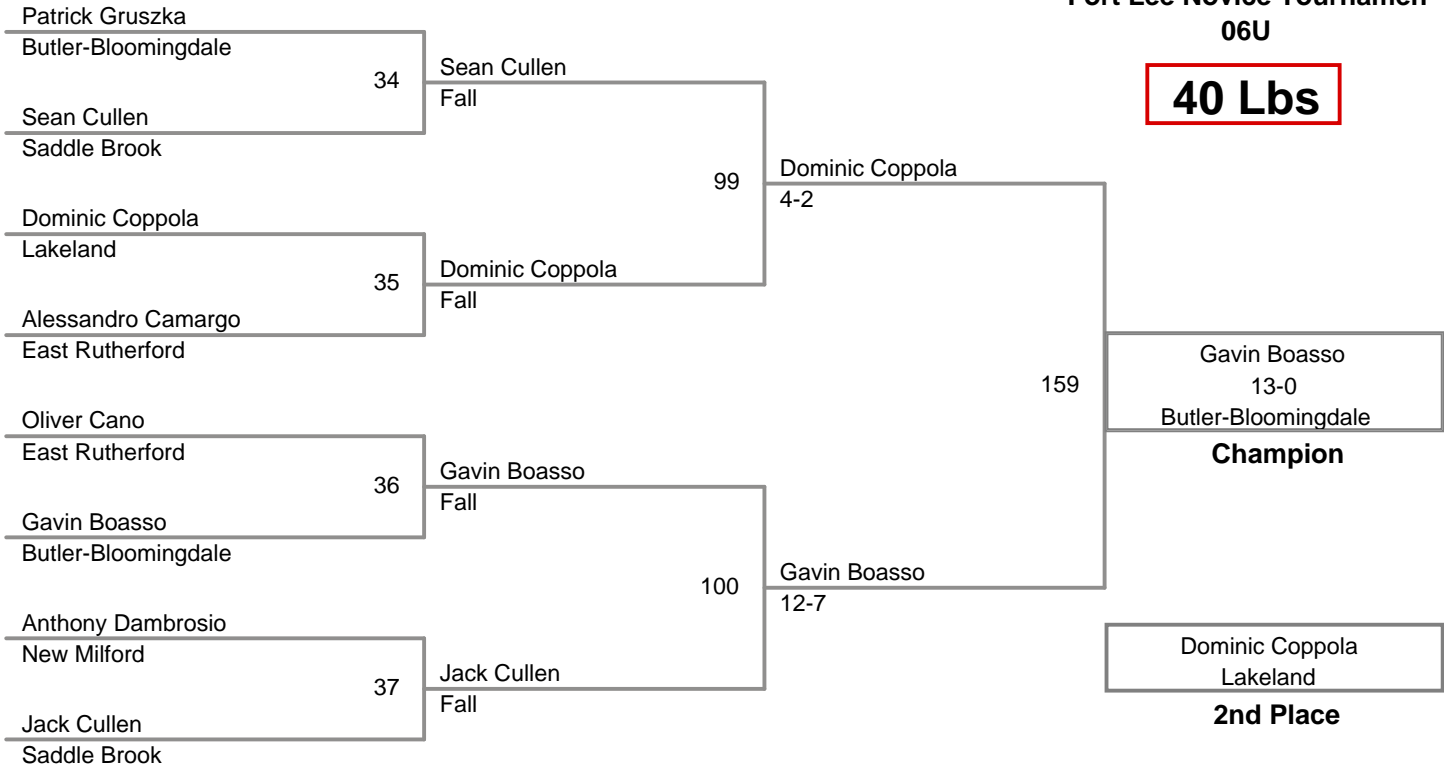 Fort Lee Novice Tournamen
06U
40 Lbs
Patrick Gruszka
Butler-Bloomingdale
34
Sean Cullen
Saddle Brook
Dominic Coppola
Lakeland
35
Alessandro Camargo
East Rutherford
Oliver Cano
East Rutherford
36
Gavin Boasso
Butler-Bloomingdale
Anthony Dambrosio
New Milford
37
Jack Cullen
Saddle Brook
Sean Cullen
Fall
99
Dominic Coppola
Fall
Gavin Boasso
Fall
100
Jack Cullen
Fall
Dominic Coppola
4-2
159
Gavin Boasso
12-7
Gavin Boasso
13-0
Butler-Bloomingdale
Champion
Dominic Coppola
Lakeland
2nd Place